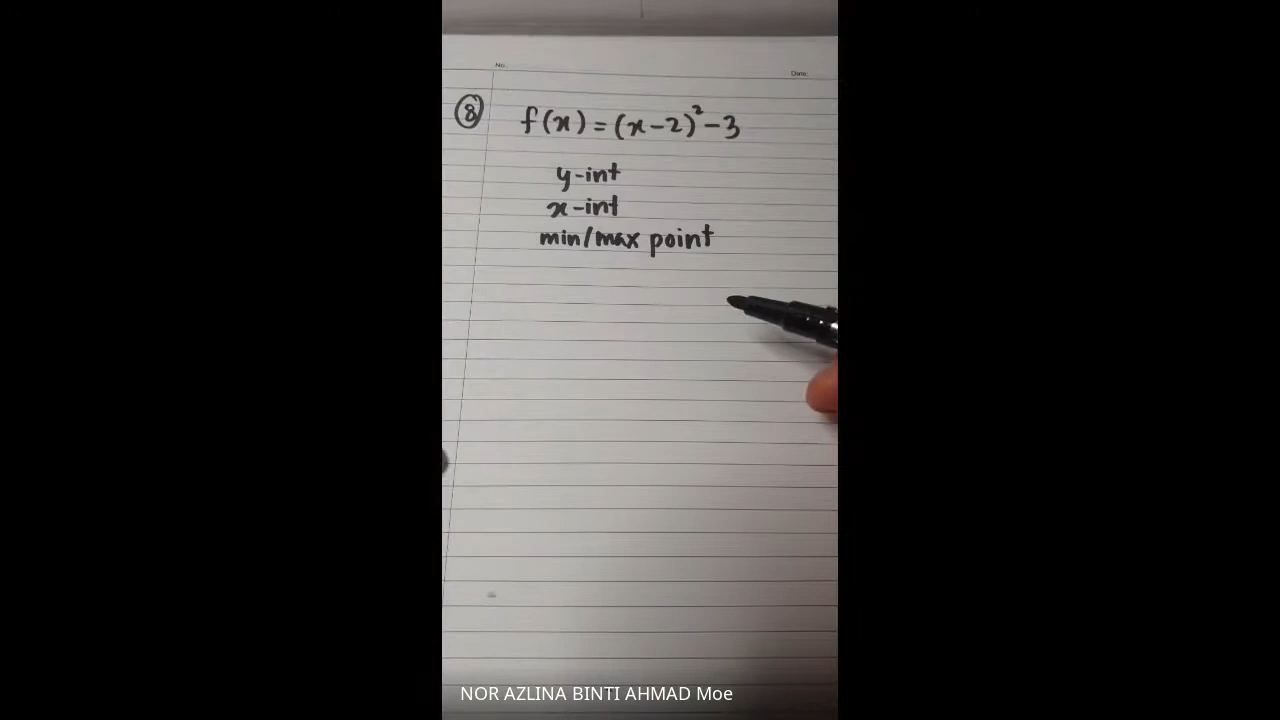 No.
Date:
⑧ f(x) = (x-2)² - 3
y-int
x-int
min/max point
NOR AZLINA BINTI AHMAD Moe